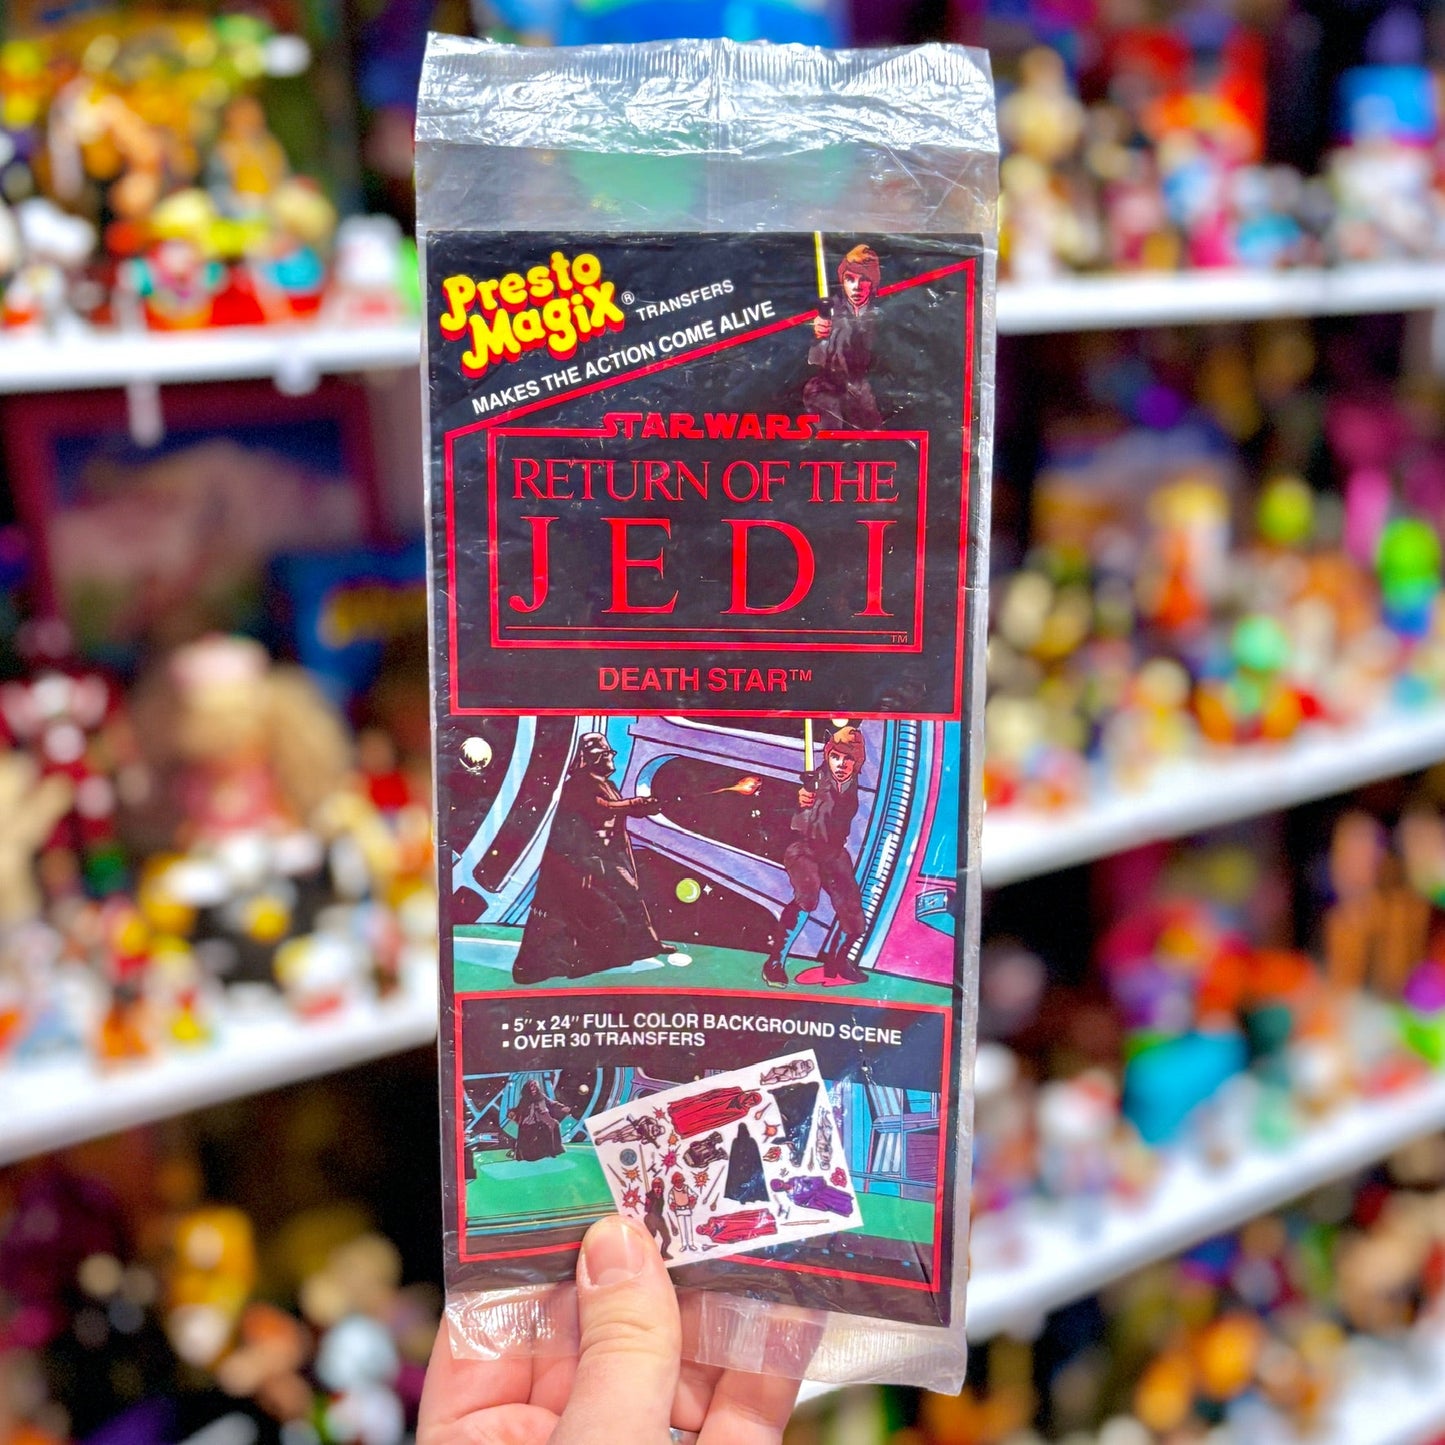 Presto
Magix® TRANSFERS
MAKES THE ACTION COME ALIVE
STAR WARS
RETURN OF THE
JEDI
TM
DEATH STAR™
▪ 5" x 24" FULL COLOR BACKGROUND SCENE
▪ OVER 30 TRANSFERS